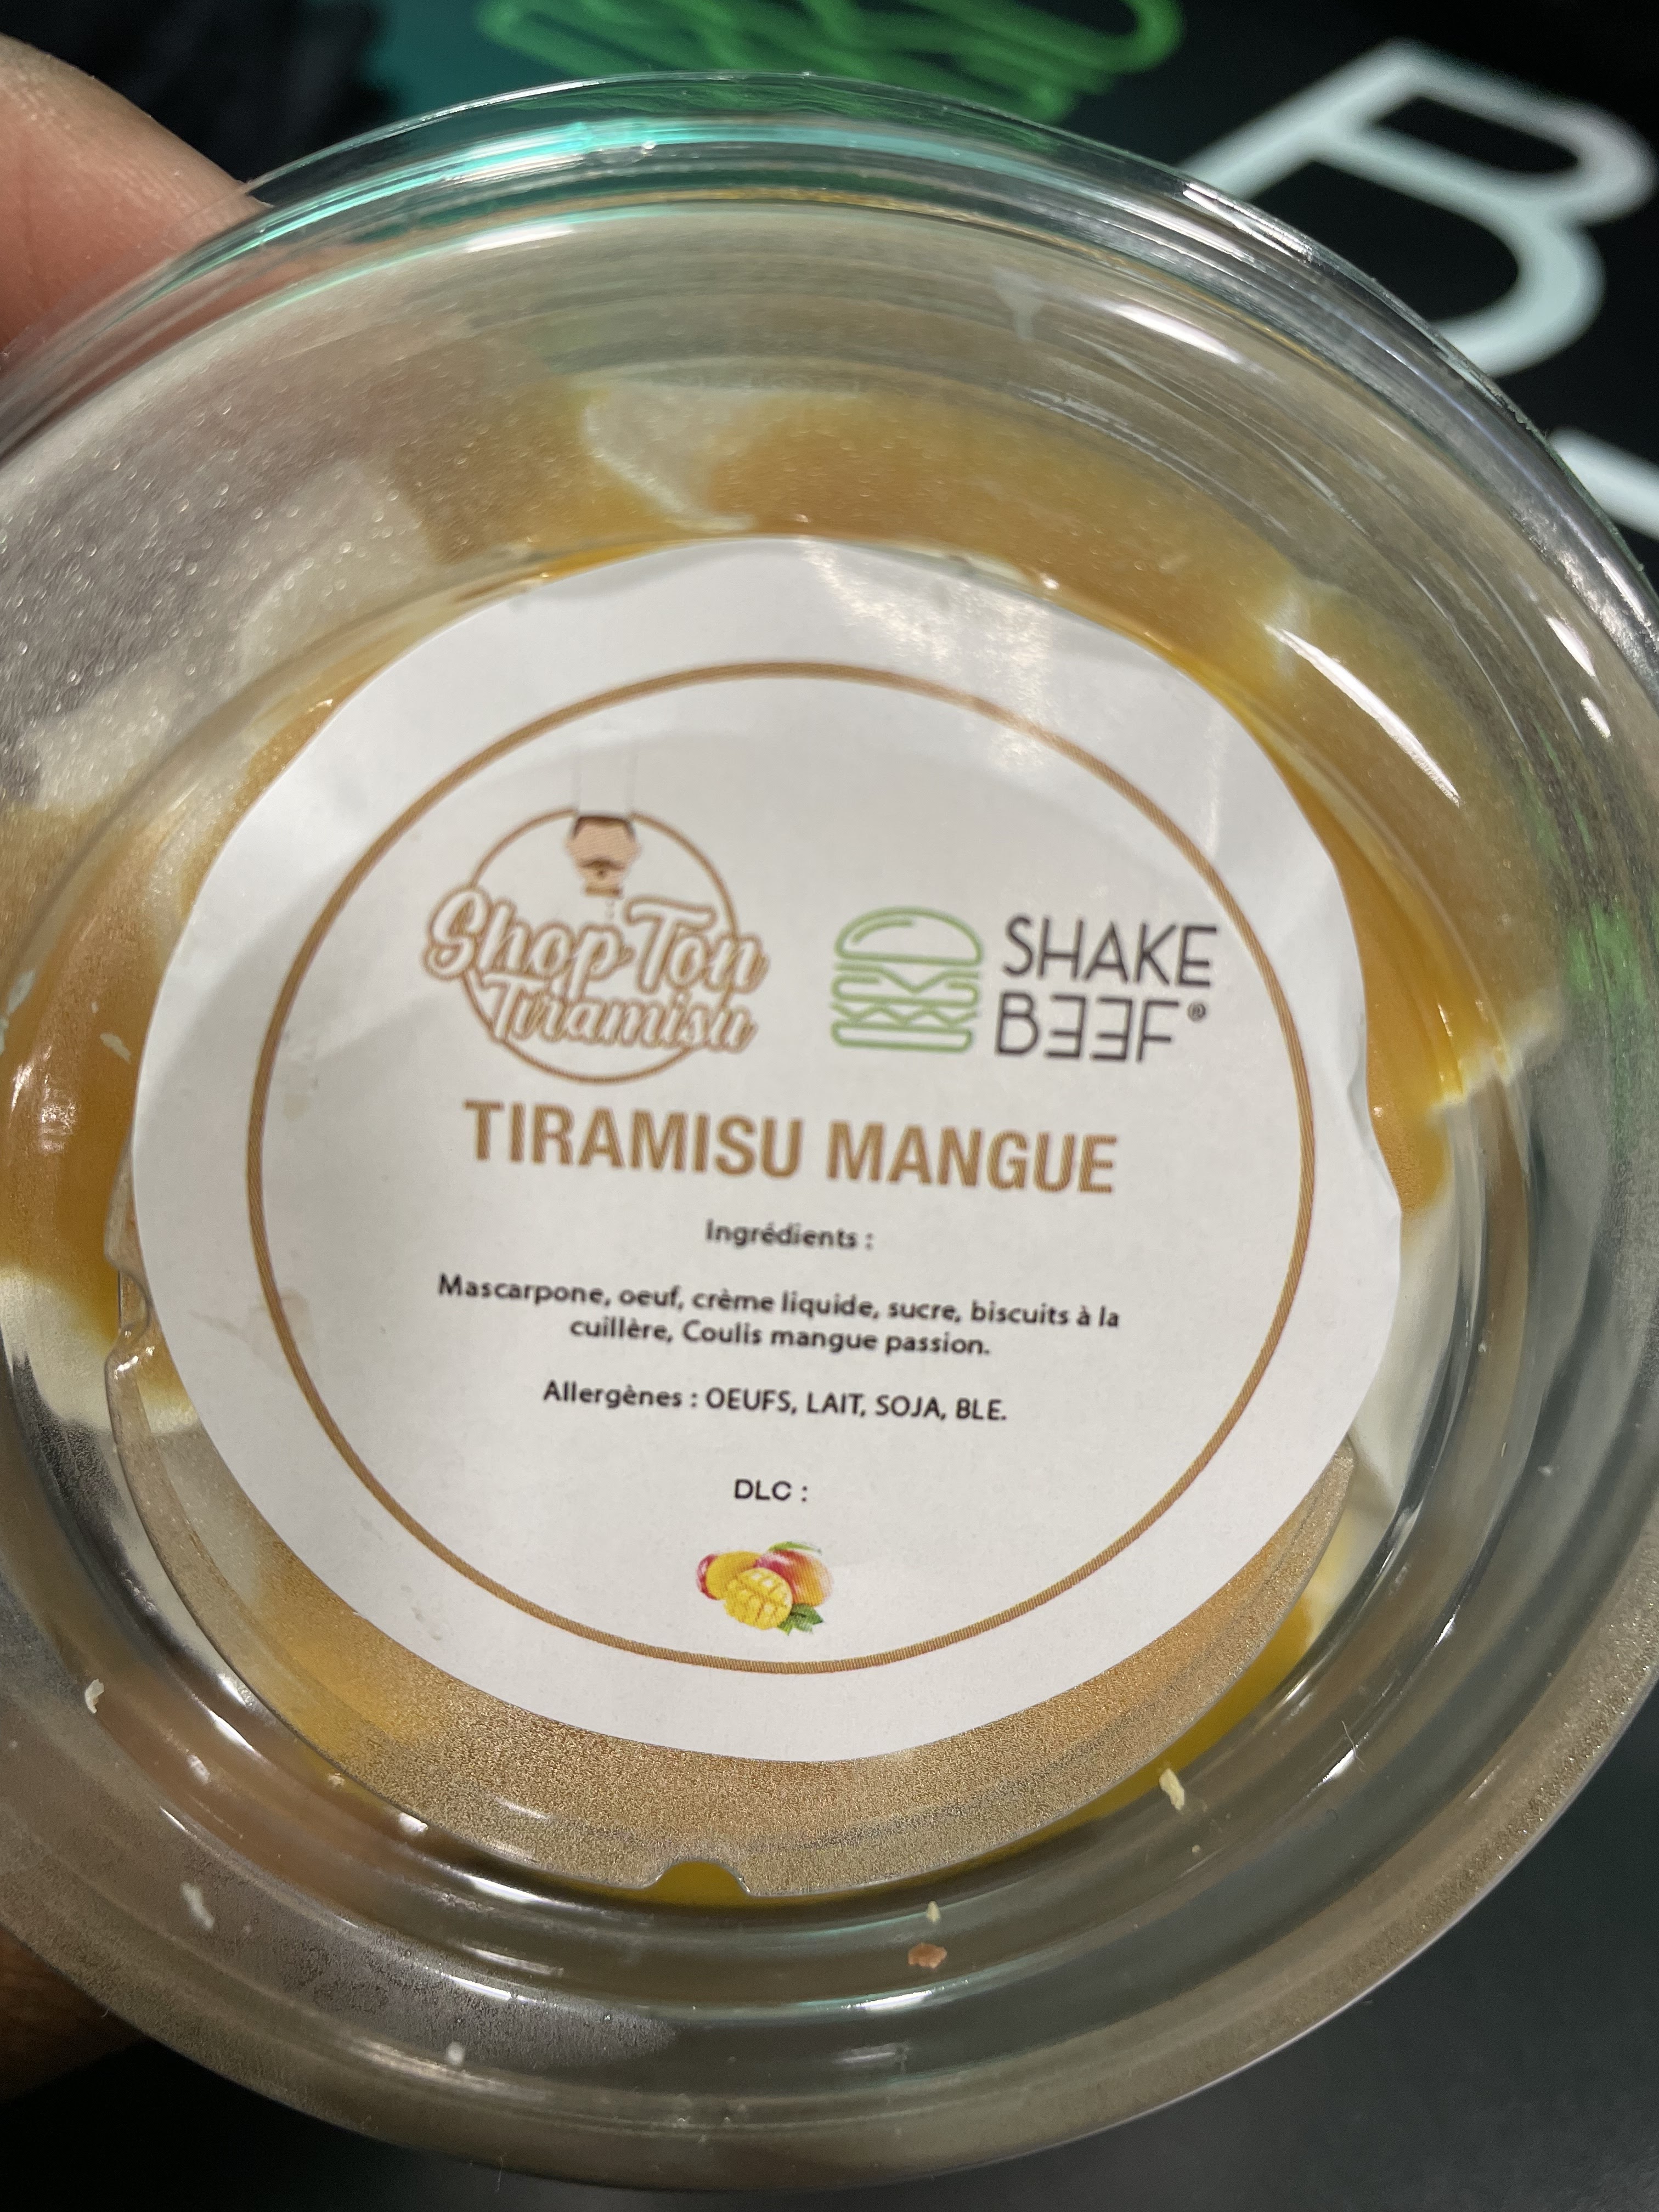 B
Shop Ton
Tiramisu
SHAKE
BƎƎF®
TIRAMISU MANGUE
Ingrédients :
Mascarpone, oeuf, crème liquide, sucre, biscuits à la
cuillère, Coulis mangue passion.
Allergènes : OEUFS, LAIT, SOJA, BLE.
DLC :